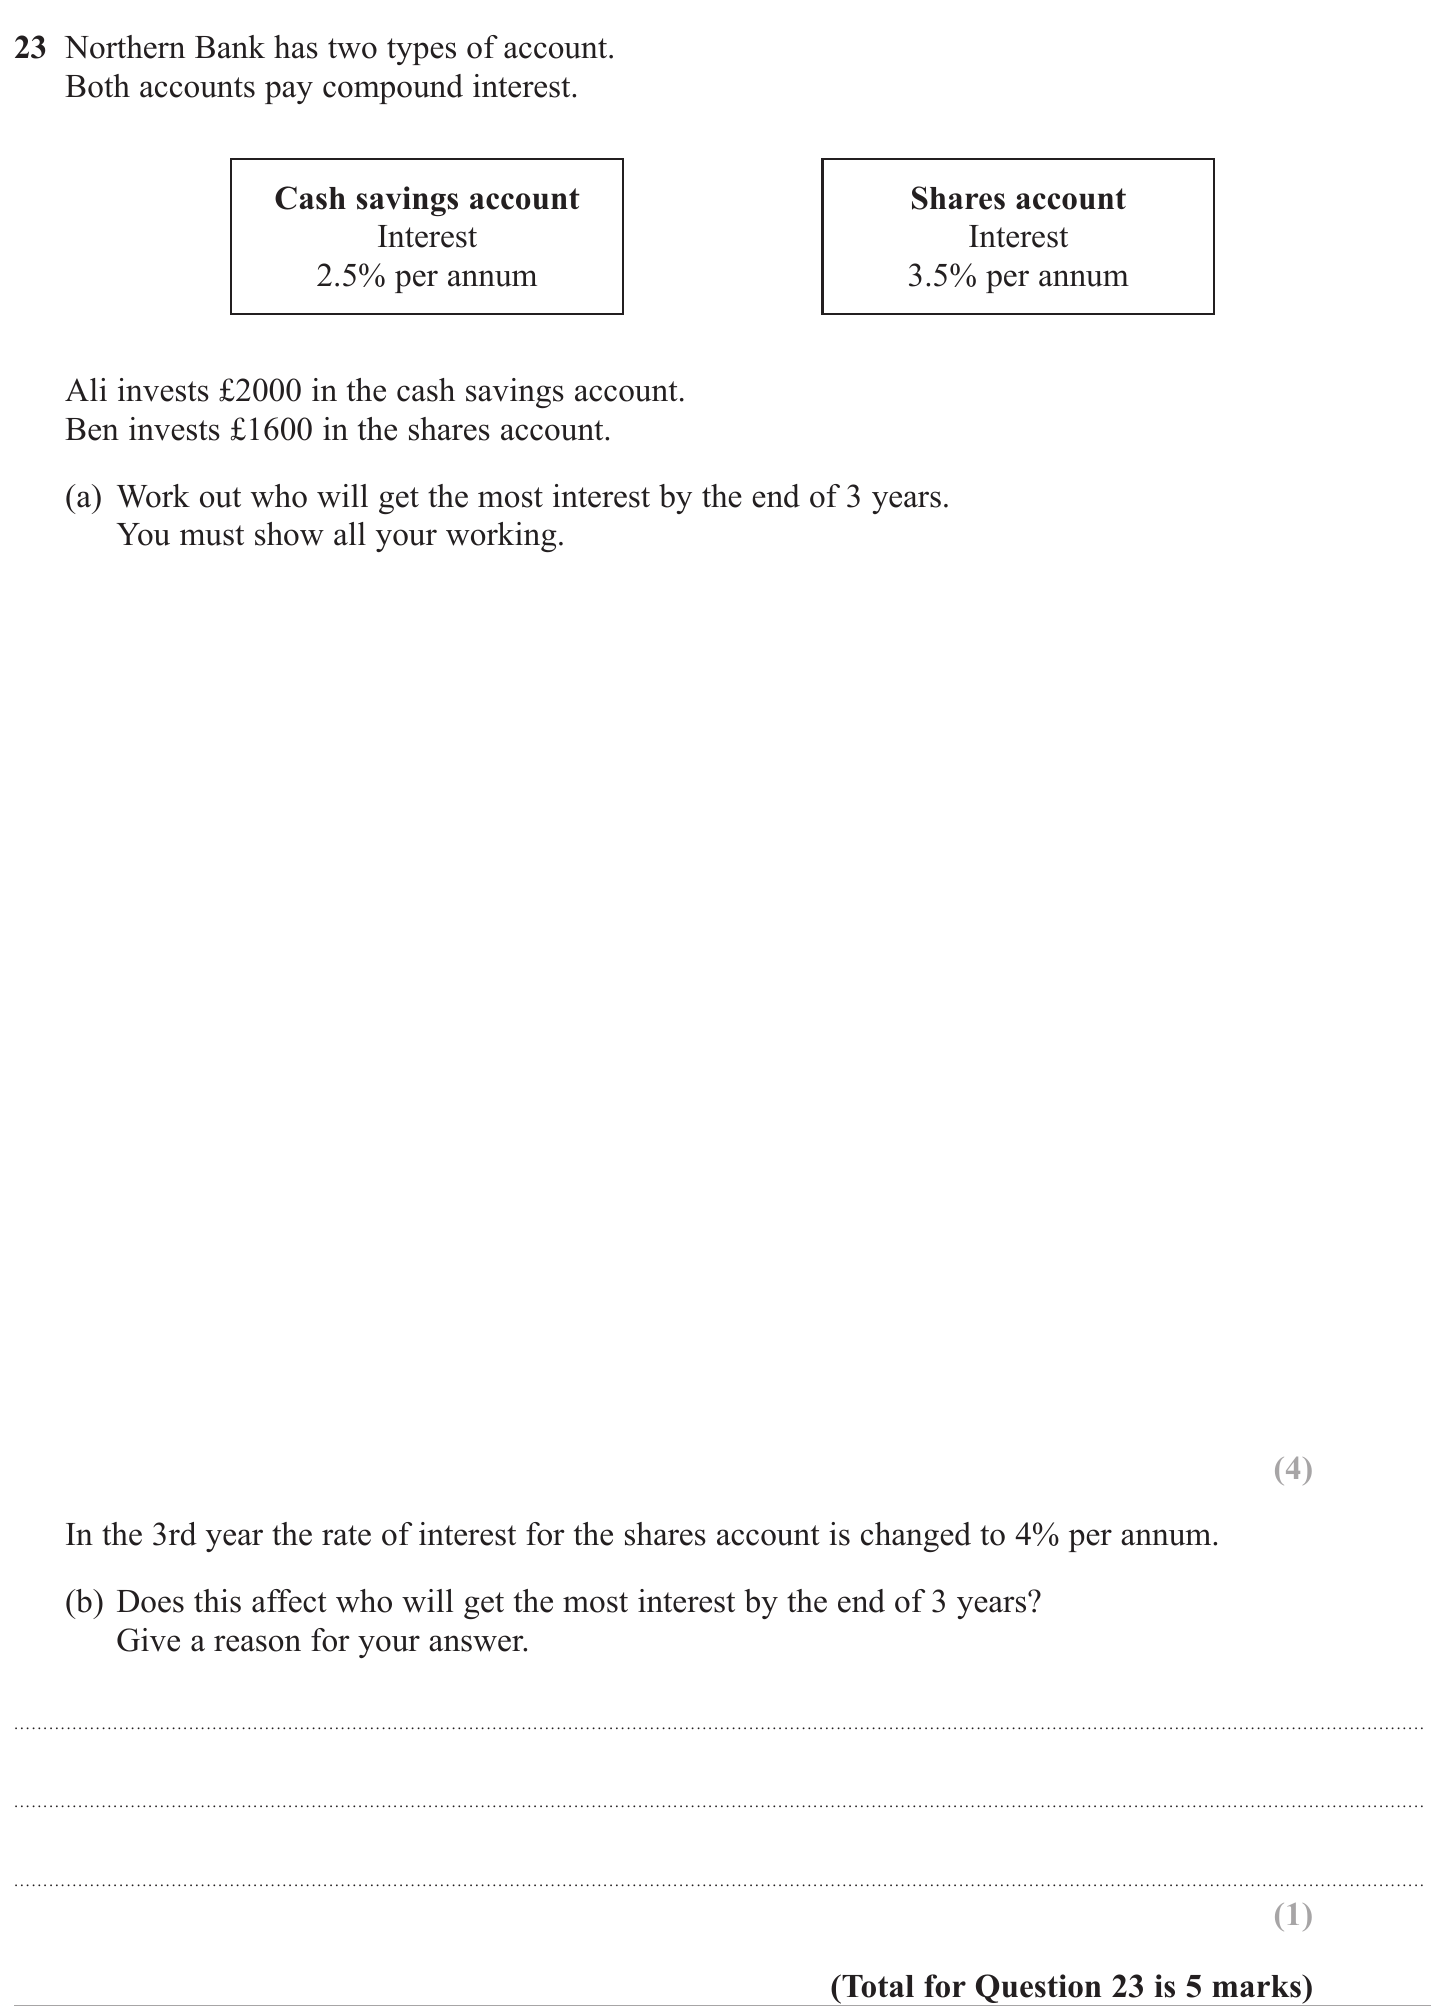 23 Northern Bank has two types of account.
Both accounts pay compound interest.
Cash savings account
Interest
2.5% per annum
Shares account
Interest
3.5% per annum
Ali invests £2000 in the cash savings account.
Ben invests £1600 in the shares account.
(a) Work out who will get the most interest by the end of 3 years.
You must show all your working.
(4)
In the 3rd year the rate of interest for the shares account is changed to 4% per annum.
(b) Does this affect who will get the most interest by the end of 3 years?
Give a reason for your answer.
(1)
(Total for Question 23 is 5 marks)